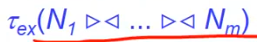 τex(N1 ▷◁ ... ▷◁ Nm)